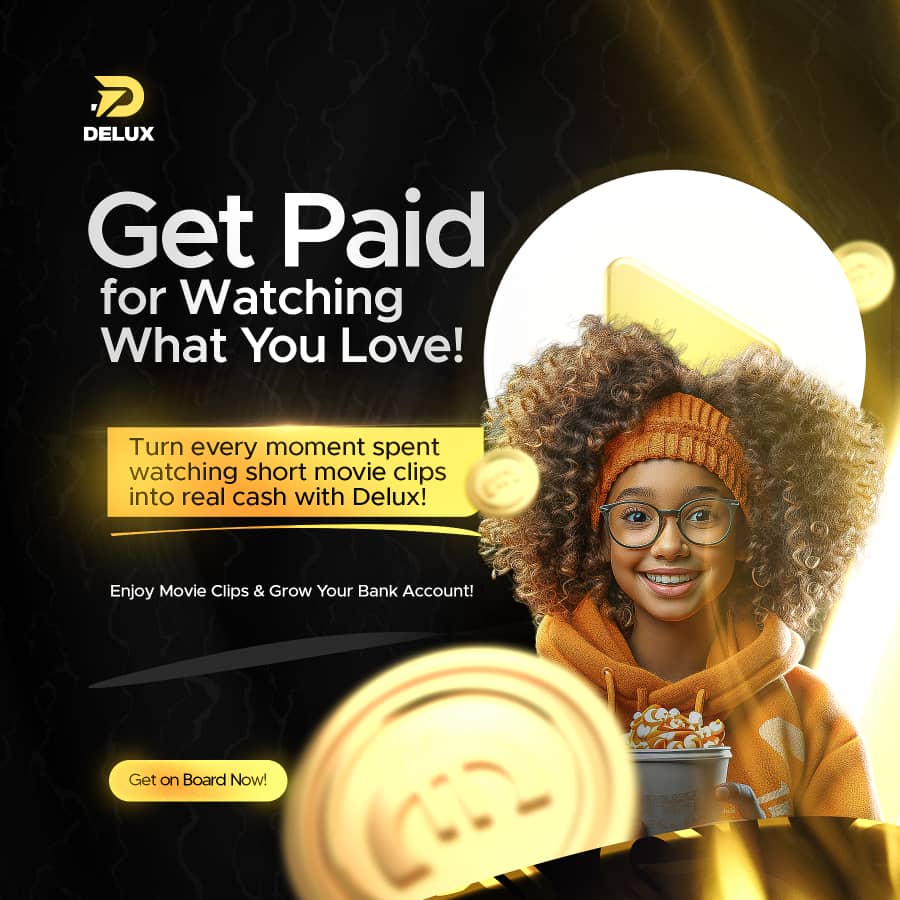 DELUX
Get Paid
for Watching
What You Love!
Turn every moment spent
watching short movie clips
into real cash with Delux!
Enjoy Movie Clips & Grow Your Bank Account!
Get on Board Now!